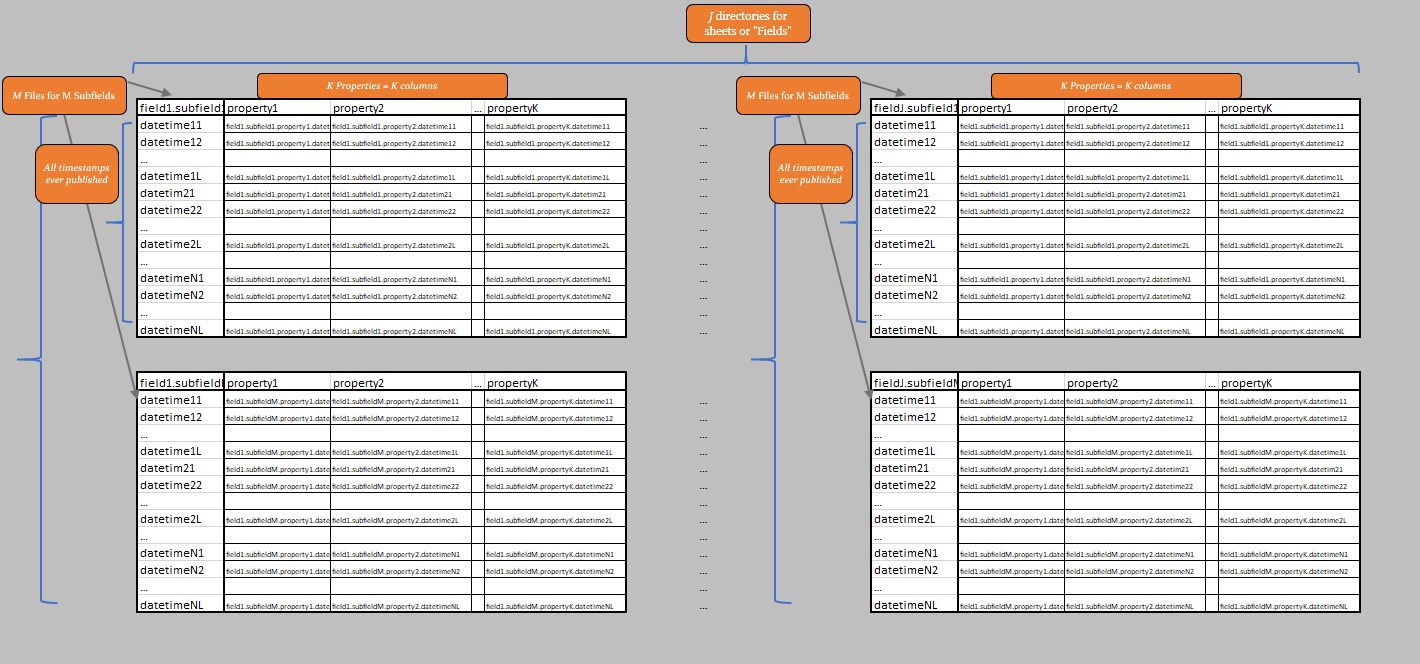 J directories for
sheets or "Fields"
M Files for M Subfields
K Properties = K columns
All timestamps
ever published
field1.subfield1 property1 property2 ... propertyK
datetime11 field1.subfield1.property1.datet field1.subfield1.property2.datetime11 field1.subfield1.propertyK.datetime11
datetime12 field1.subfield1.property1.datet field1.subfield1.property2.datetime12 field1.subfield1.propertyK.datetime12
...
datetime1L field1.subfield1.property1.datet field1.subfield1.property2.datetime1L field1.subfield1.propertyK.datetime1L
datetim21 field1.subfield1.property1.datet field1.subfield1.property2.datetim21 field1.subfield1.propertyK.datetim21
datetime22 field1.subfield1.property1.datet field1.subfield1.property2.datetime22 field1.subfield1.propertyK.datetime22
...
datetime2L field1.subfield1.property1.datet field1.subfield1.property2.datetime2L field1.subfield1.propertyK.datetime2L
...
datetimeN1 field1.subfield1.property1.datet field1.subfield1.property2.datetimeN1 field1.subfield1.propertyK.datetimeN1
datetimeN2 field1.subfield1.property1.datet field1.subfield1.property2.datetimeN2 field1.subfield1.propertyK.datetimeN2
...
datetimeNL field1.subfield1.property1.datet field1.subfield1.property2.datetimeNL field1.subfield1.propertyK.datetimeNL
...
...
...
...
...
...
...
...
...
...
...
...
...
M Files for M Subfields
K Properties = K columns
All timestamps
ever published
fieldJ.subfield1 property1 property2 ... propertyK
datetime11 field1.subfield1.property1.datet field1.subfield1.property2.datetime11 field1.subfield1.propertyK.datetime11
datetime12 field1.subfield1.property1.datet field1.subfield1.property2.datetime12 field1.subfield1.propertyK.datetime12
...
datetime1L field1.subfield1.property1.datet field1.subfield1.property2.datetime1L field1.subfield1.propertyK.datetime1L
datetim21 field1.subfield1.property1.datet field1.subfield1.property2.datetim21 field1.subfield1.propertyK.datetim21
datetime22 field1.subfield1.property1.datet field1.subfield1.property2.datetime22 field1.subfield1.propertyK.datetime22
...
datetime2L field1.subfield1.property1.datet field1.subfield1.property2.datetime2L field1.subfield1.propertyK.datetime2L
...
datetimeN1 field1.subfield1.property1.datet field1.subfield1.property2.datetimeN1 field1.subfield1.propertyK.datetimeN1
datetimeN2 field1.subfield1.property1.datet field1.subfield1.property2.datetimeN2 field1.subfield1.propertyK.datetimeN2
...
datetimeNL field1.subfield1.property1.datet field1.subfield1.property2.datetimeNL field1.subfield1.propertyK.datetimeNL
field1.subfieldM property1 property2 ... propertyK
datetime11 field1.subfieldM.property1.date field1.subfieldM.property2.datetime11 field1.subfieldM.propertyK.datetime11
datetime12 field1.subfieldM.property1.date field1.subfieldM.property2.datetime12 field1.subfieldM.propertyK.datetime12
...
datetime1L field1.subfieldM.property1.date field1.subfieldM.property2.datetime1L field1.subfieldM.propertyK.datetime1L
datetim21 field1.subfieldM.property1.date field1.subfieldM.property2.datetim21 field1.subfieldM.propertyK.datetim21
datetime22 field1.subfieldM.property1.date field1.subfieldM.property2.datetime22 field1.subfieldM.propertyK.datetime22
...
datetime2L field1.subfieldM.property1.date field1.subfieldM.property2.datetime2L field1.subfieldM.propertyK.datetime2L
...
datetimeN1 field1.subfieldM.property1.date field1.subfieldM.property2.datetimeN1 field1.subfieldM.propertyK.datetimeN1
datetimeN2 field1.subfieldM.property1.date field1.subfieldM.property2.datetimeN2 field1.subfieldM.propertyK.datetimeN2
...
datetimeNL field1.subfieldM.property1.date field1.subfieldM.property2.datetimeNL field1.subfieldM.propertyK.datetimeNL
...
...
...
...
...
...
...
...
...
...
...
...
...
fieldJ.subfieldM property1 property2 ... propertyK
datetime11 field1.subfieldM.property1.date field1.subfieldM.property2.datetime11 field1.subfieldM.propertyK.datetime11
datetime12 field1.subfieldM.property1.date field1.subfieldM.property2.datetime12 field1.subfieldM.propertyK.datetime12
...
datetime1L field1.subfieldM.property1.date field1.subfieldM.property2.datetime1L field1.subfieldM.propertyK.datetime1L
datetim21 field1.subfieldM.property1.date field1.subfieldM.property2.datetim21 field1.subfieldM.propertyK.datetim21
datetime22 field1.subfieldM.property1.date field1.subfieldM.property2.datetime22 field1.subfieldM.propertyK.datetime22
...
datetime2L field1.subfieldM.property1.date field1.subfieldM.property2.datetime2L field1.subfieldM.propertyK.datetime2L
...
datetimeN1 field1.subfieldM.property1.date field1.subfieldM.property2.datetimeN1 field1.subfieldM.propertyK.datetimeN1
datetimeN2 field1.subfieldM.property1.date field1.subfieldM.property2.datetimeN2 field1.subfieldM.propertyK.datetimeN2
...
datetimeNL field1.subfieldM.property1.date field1.subfieldM.property2.datetimeNL field1.subfieldM.propertyK.datetimeNL